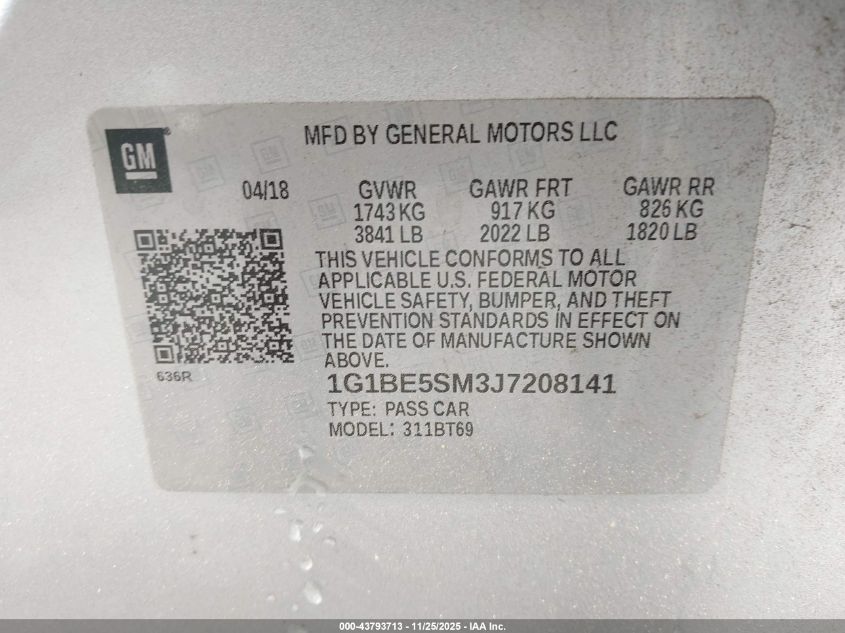 GM
MFD BY GENERAL MOTORS LLC
04/18 GVWR GAWR FRT GAWR RR
1743 KG 917 KG 826 KG
3841 LB 2022 LB 1820 LB
THIS VEHICLE CONFORMS TO ALL
APPLICABLE U.S. FEDERAL MOTOR
VEHICLE SAFETY, BUMPER, AND THEFT
PREVENTION STANDARDS IN EFFECT ON
THE DATE OF MANUFACTURE SHOWN
ABOVE.
636R
1G1BE5SM3J7208141
TYPE: PASS CAR
MODEL: 311BT69
000-43793713 - 11/25/2025 - IAA Inc.